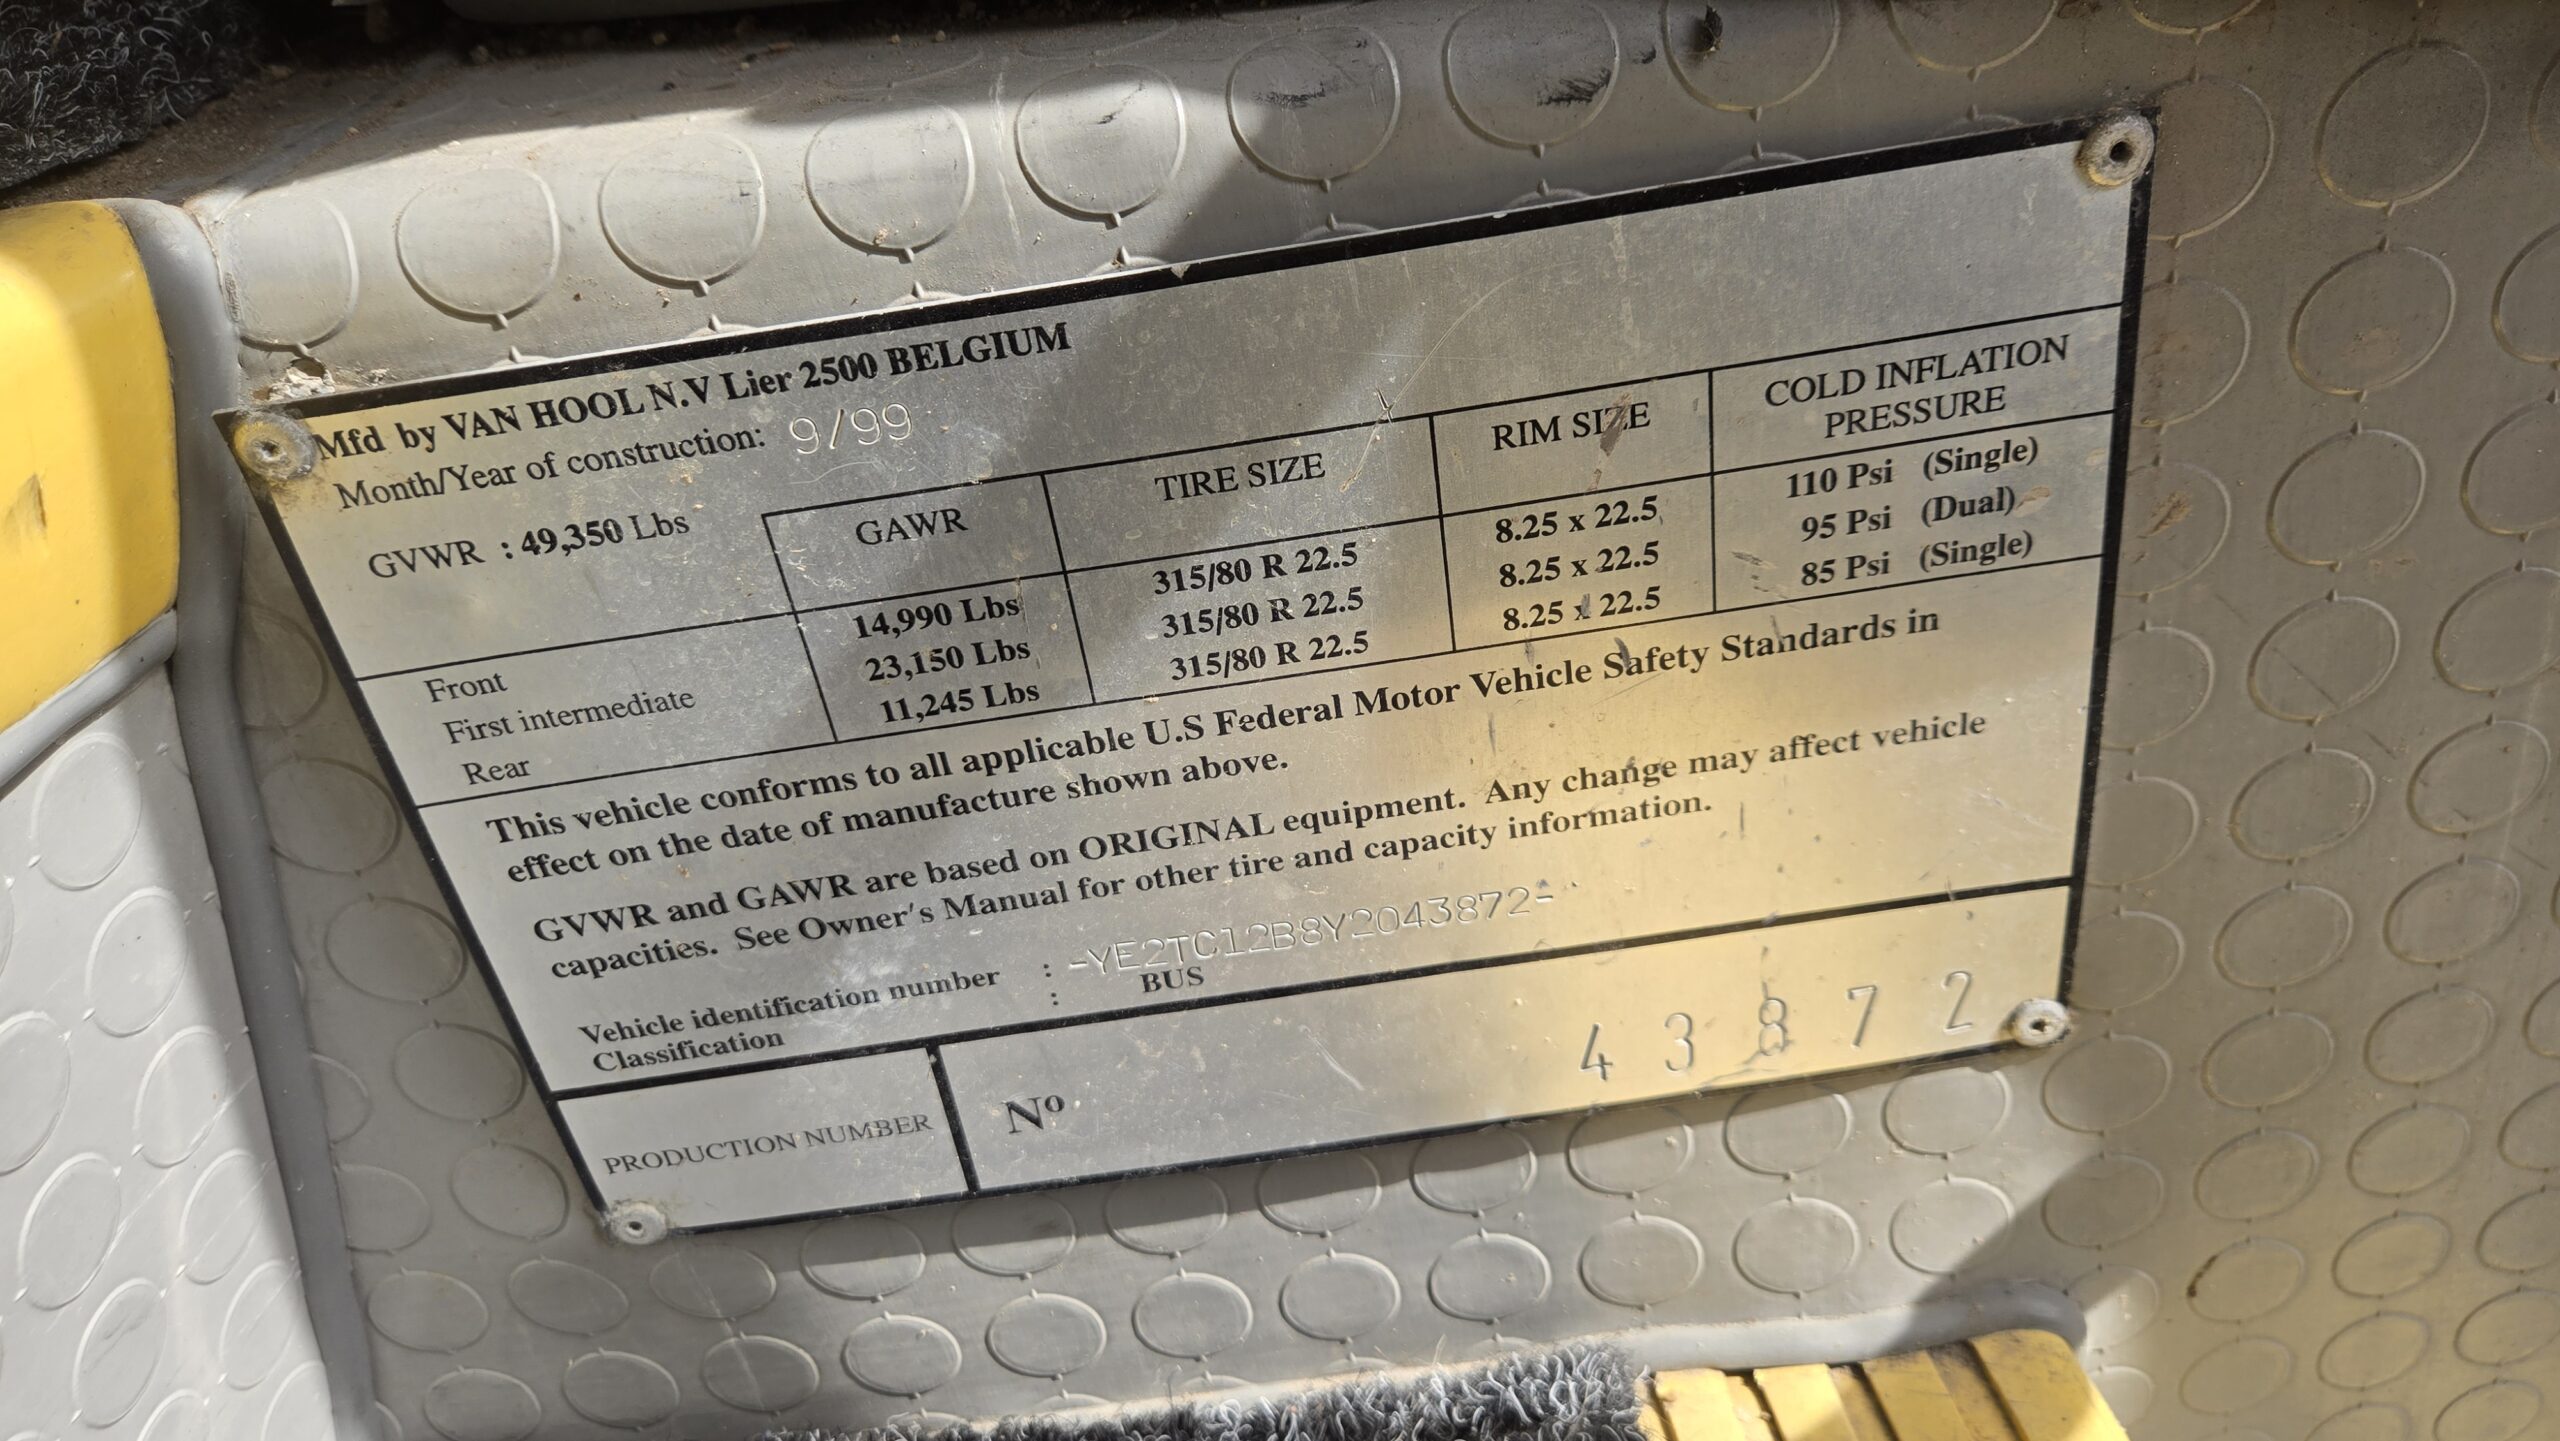 Mfd by VAN HOOL N.V Lier 2500 BELGIUM
Month/Year of construction: 9/99
GVWR : 49,350 Lbs
GAWR TIRE SIZE RIM SIZE COLD INFLATION PRESSURE
Front 14,990 Lbs 315/80 R 22.5 8.25 x 22.5 110 Psi (Single)
First intermediate 23,150 Lbs 315/80 R 22.5 8.25 x 22.5 95 Psi (Dual)
Rear 11,245 Lbs 315/80 R 22.5 8.25 x 22.5 85 Psi (Single)
This vehicle conforms to all applicable U.S Federal Motor Vehicle Safety Standards in
effect on the date of manufacture shown above.
GVWR and GAWR are based on ORIGINAL equipment. Any change may affect vehicle
capacities. See Owner's Manual for other tire and capacity information.
Vehicle identification number : -YE2TC12B8Y2043872-
Classification : BUS
PRODUCTION NUMBER Nº 43872